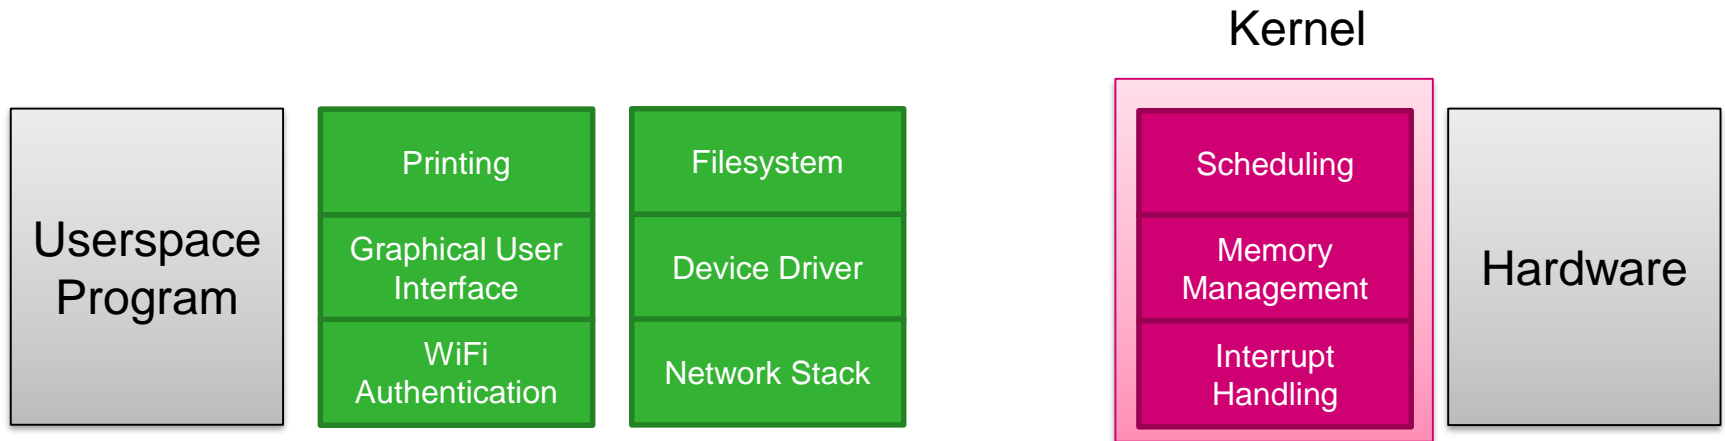 Kernel
Userspace
Program
Printing
Graphical User
Interface
WiFi
Authentication
Filesystem
Device Driver
Network Stack
Scheduling
Memory
Management
Interrupt
Handling
Hardware